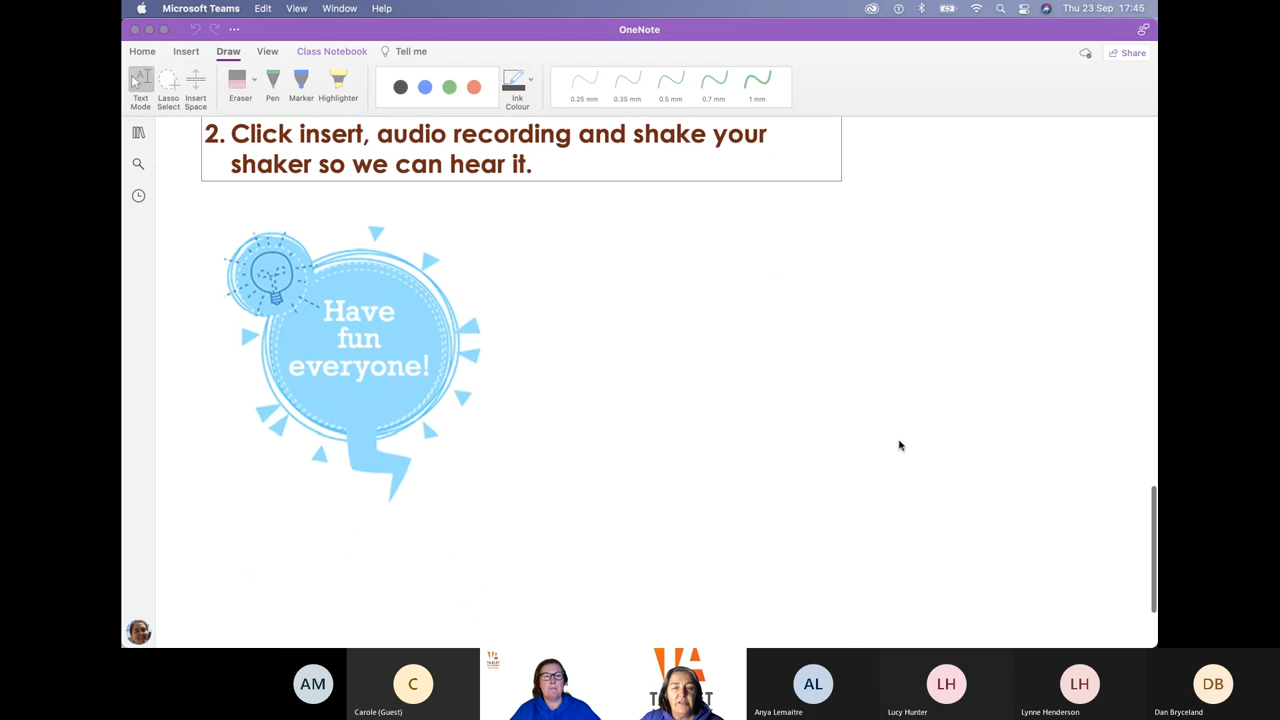 Microsoft Teams Edit View Window Help Thu 23 Sep 17:45
OneNote
Home Insert Draw View Class Notebook Tell me Share
Text Mode
Lasso Select
Insert Space
Eraser
Pen
Marker
Highlighter
Ink Colour
0.25 mm 0.35 mm 0.5 mm 0.7 mm 1 mm
2. Click insert, audio recording and shake your
shaker so we can hear it.
Have
fun
everyone!
AM C AL LH LH DB
Carole (Guest) Anya Lemaitre Lucy Hunter Lynne Henderson Dan Bryceland